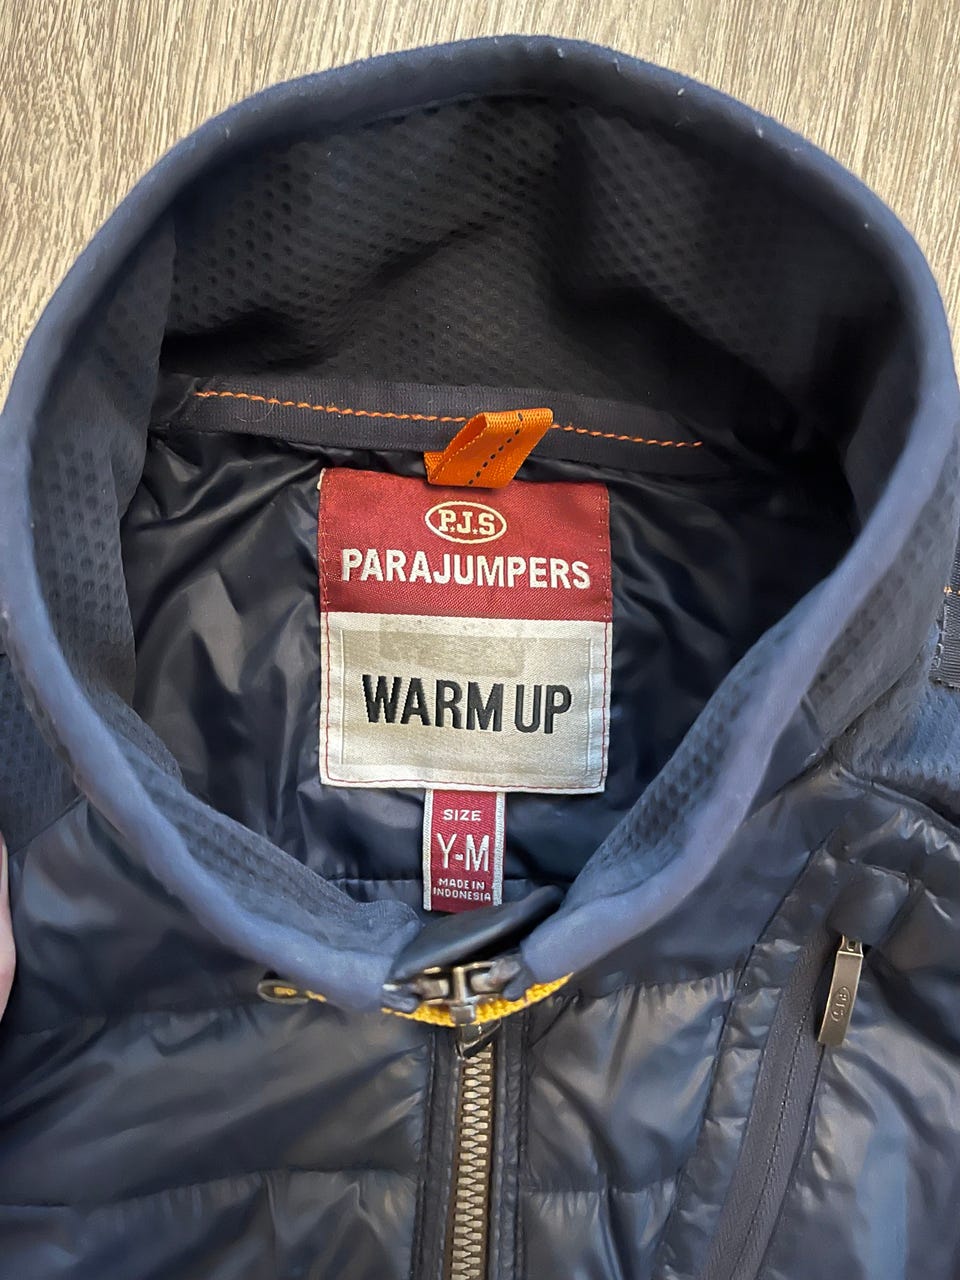 P.J.S
PARAJUMPERS
WARM UP
SIZE
Y-M
MADE IN
INDONESIA
PJS